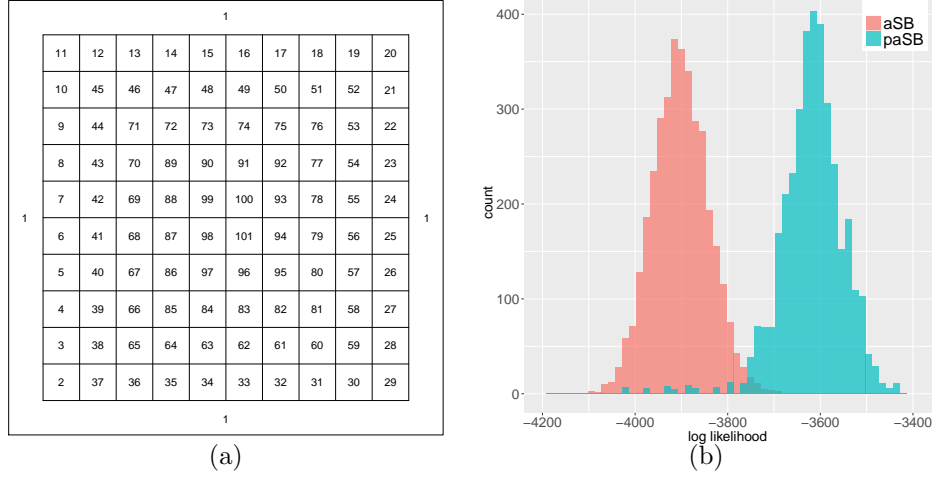 1
11 12 13 14 15 16 17 18 19 20
10 45 46 47 48 49 50 51 52 21
9 44 71 72 73 74 75 76 53 22
8 43 70 89 90 91 92 77 54 23
7 42 69 88 99 100 93 78 55 24
1 1
6 41 68 87 98 101 94 79 56 25
5 40 67 86 97 96 95 80 57 26
4 39 66 85 84 83 82 81 58 27
3 38 65 64 63 62 61 60 59 28
2 37 36 35 34 33 32 31 30 29
1
(a)
aSB
paSB
400
300
200
100
0
count
-4200 -4000 -3800 -3600 -3400
log likelihood
(b)